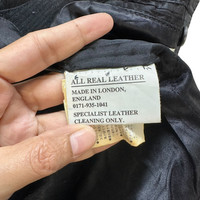 ALL REAL LEATHER
MADE IN LONDON,
ENGLAND
0171-935-1041
SPECIALIST LEATHER
CLEANING ONLY.